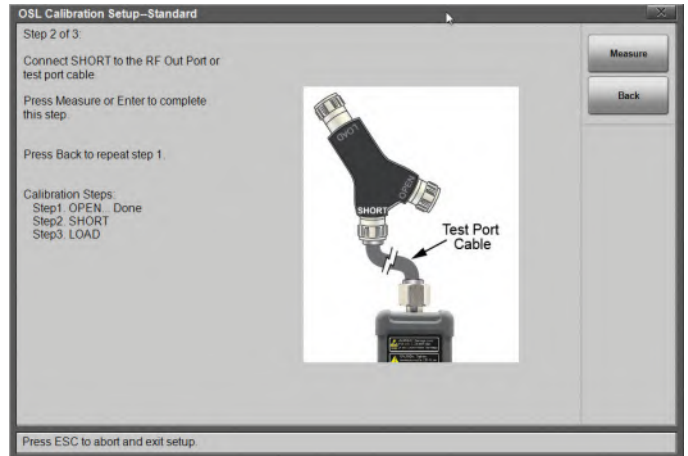 OSL Calibration Setup--Standard
Step 2 of 3:
Connect SHORT to the RF Out Port or
test port cable.
Press Measure or Enter to complete
this step.
Press Back to repeat step 1.
Calibration Steps:
Step1. OPEN... Done
Step2. SHORT
Step3. LOAD
LOAD
OPEN
SHORT
Test Port
Cable
Measure
Back
Press ESC to abort and exit setup.